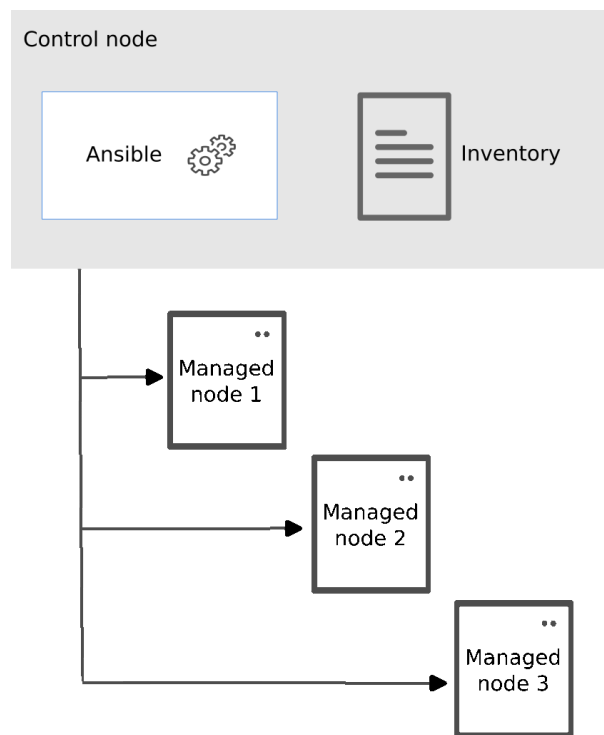 Control node
Ansible
Inventory
Managed
node 1
Managed
node 2
Managed
node 3